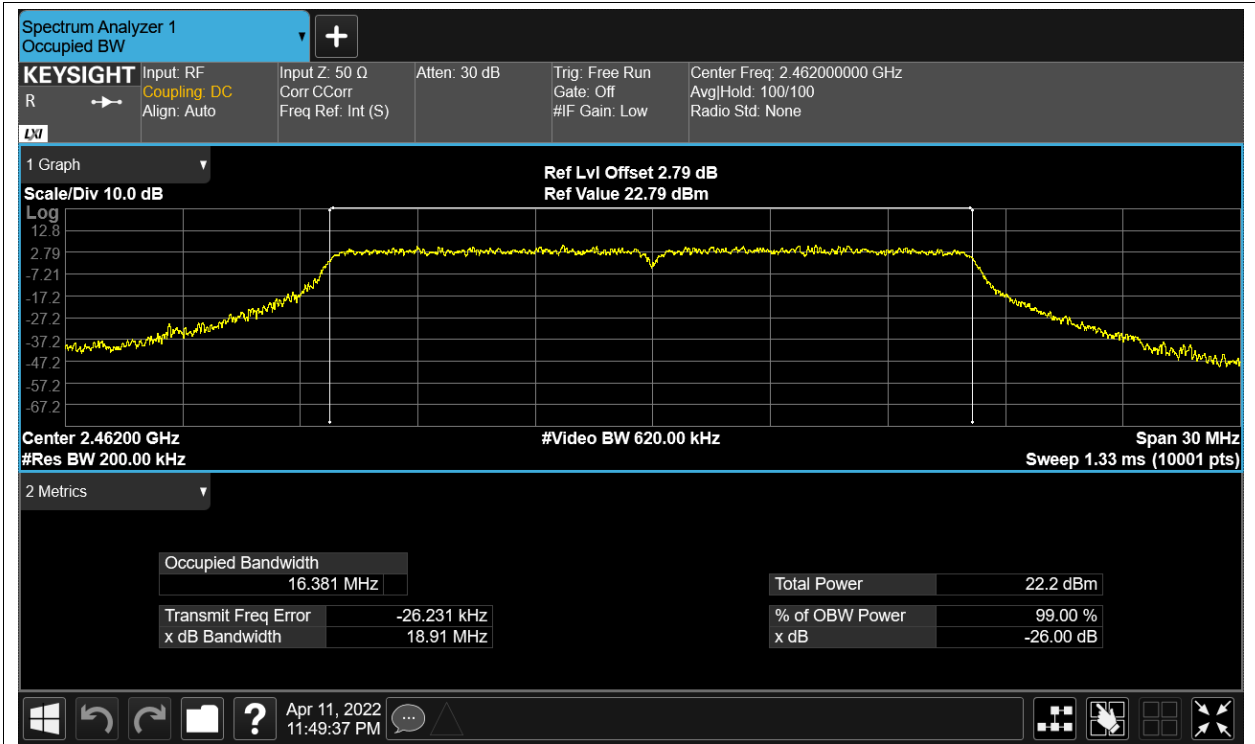 Spectrum Analyzer 1
Occupied BW
+
KEYSIGHT
R
LXI
Input: RF
Coupling: DC
Align: Auto
Input Z: 50 Ω
Corr CCorr
Freq Ref: Int (S)
Atten: 30 dB
Trig: Free Run
Gate: Off
#IF Gain: Low
Center Freq: 2.462000000 GHz
Avg|Hold: 100/100
Radio Std: None
1 Graph
Scale/Div 10.0 dB
Ref Lvl Offset 2.79 dB
Ref Value 22.79 dBm
Log
12.8
2.79
-7.21
-17.2
-27.2
-37.2
-47.2
-57.2
-67.2
Center 2.46200 GHz
#Video BW 620.00 kHz
Span 30 MHz
#Res BW 200.00 kHz
Sweep 1.33 ms (10001 pts)
2 Metrics
Occupied Bandwidth
16.381 MHz
Total Power 22.2 dBm
Transmit Freq Error -26.231 kHz
% of OBW Power 99.00 %
x dB Bandwidth 18.91 MHz
x dB -26.00 dB
?
Apr 11, 2022
11:49:37 PM